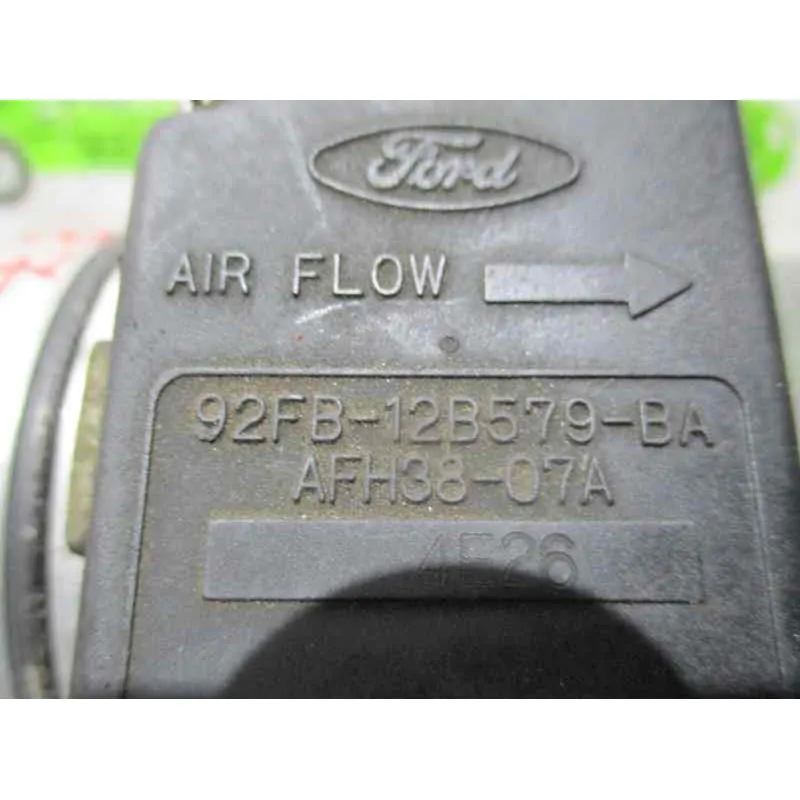 Ford
AIR FLOW
92FB-12B579-BA
AFH38-07A
4E26